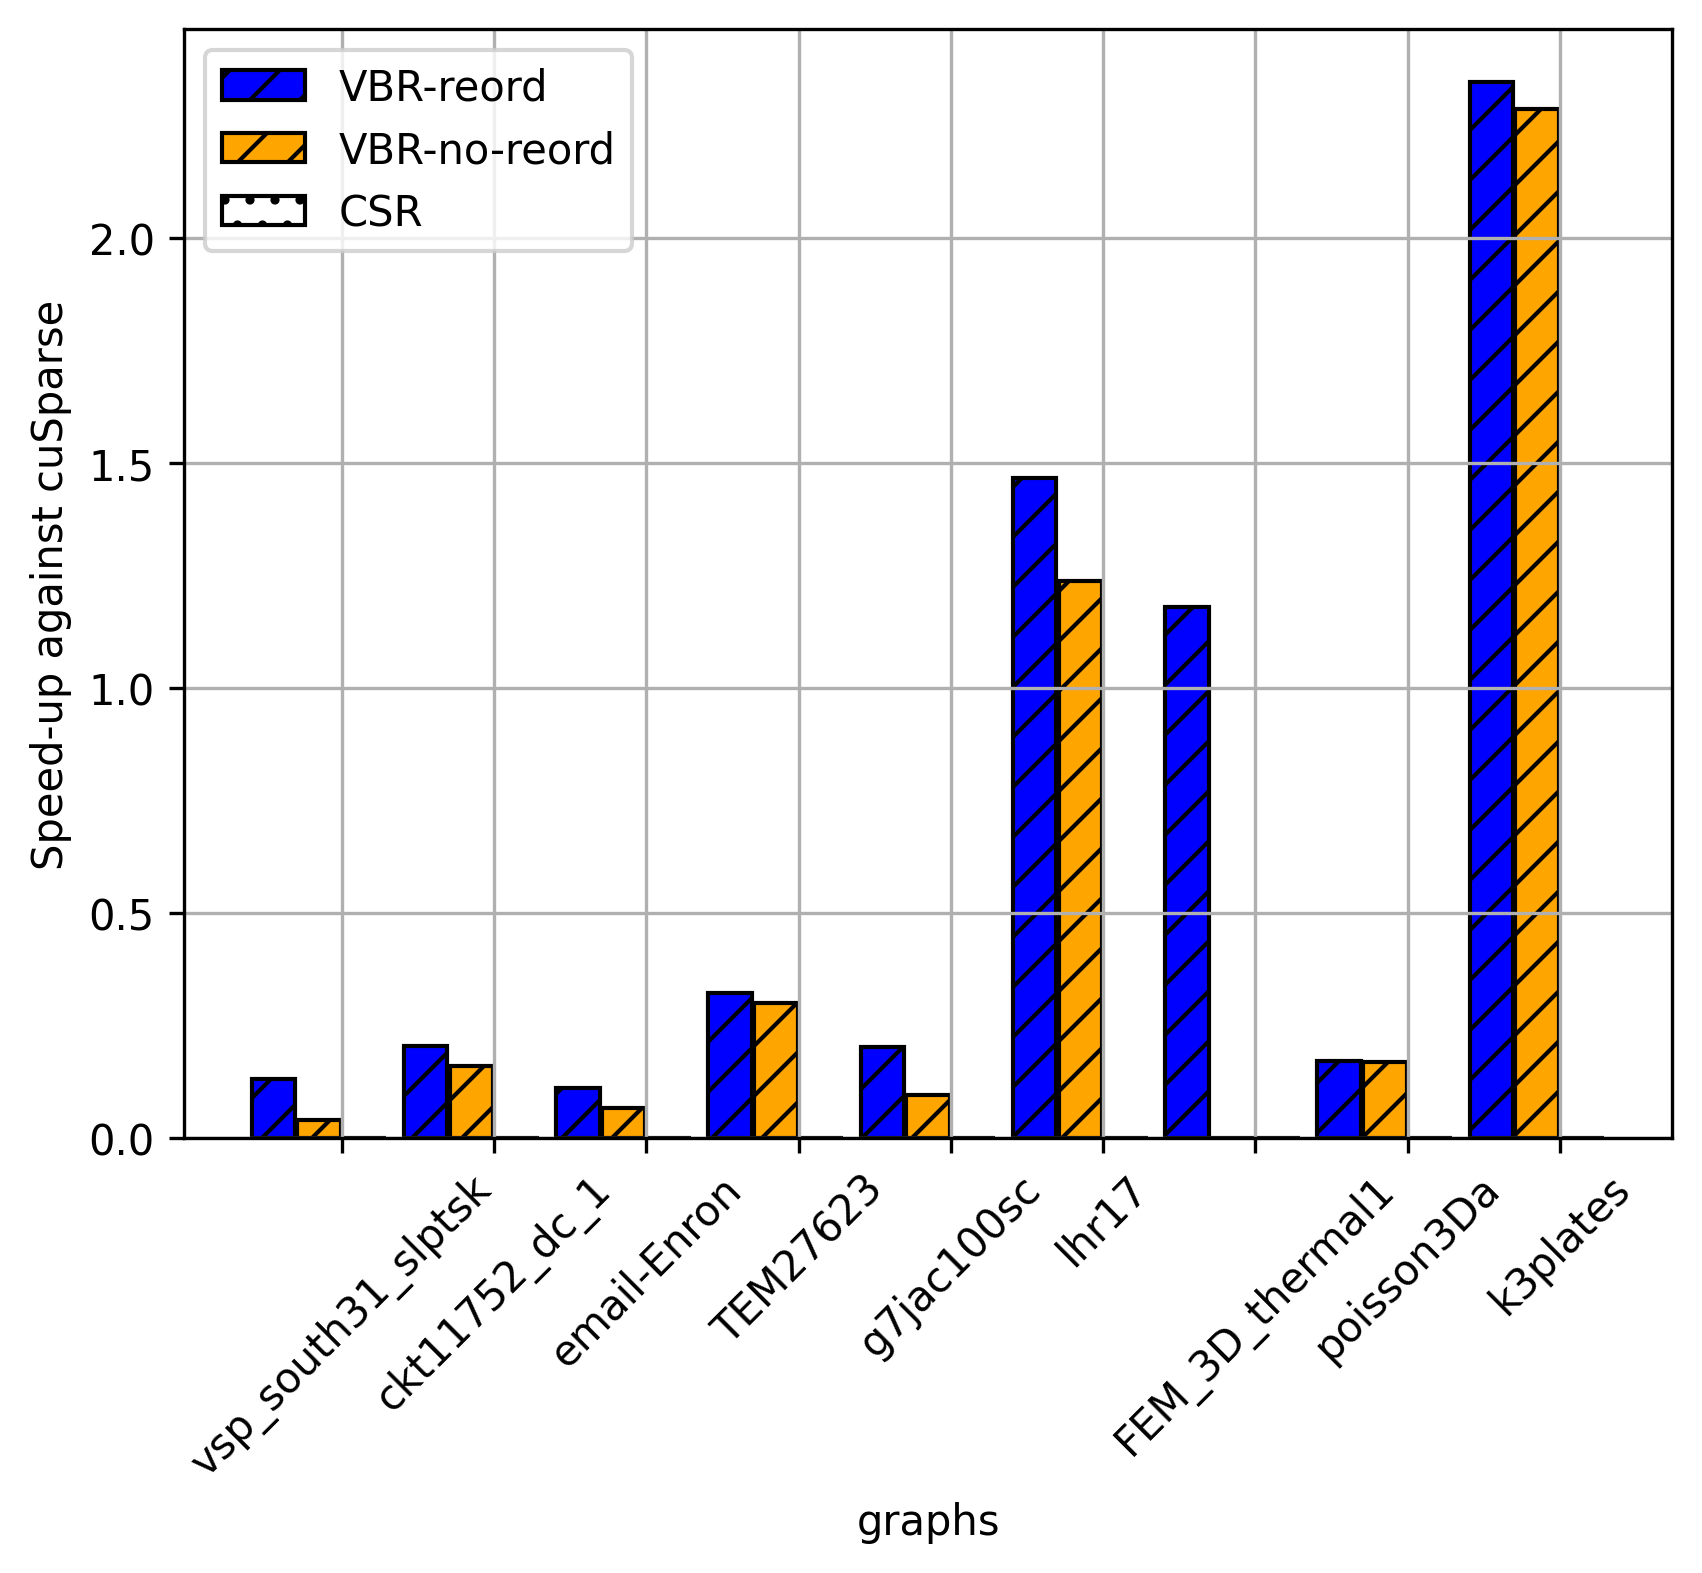 VBR-reord
VBR-no-reord
CSR
Speed-up against cuSparse
2.0
1.5
1.0
0.5
0.0
vsp_south31_slptsk
ckt11752_dc_1
email-Enron
TEM27623
g7jac100sc
lhr17
FEM_3D_thermal1
poisson3Da
k3plates
graphs